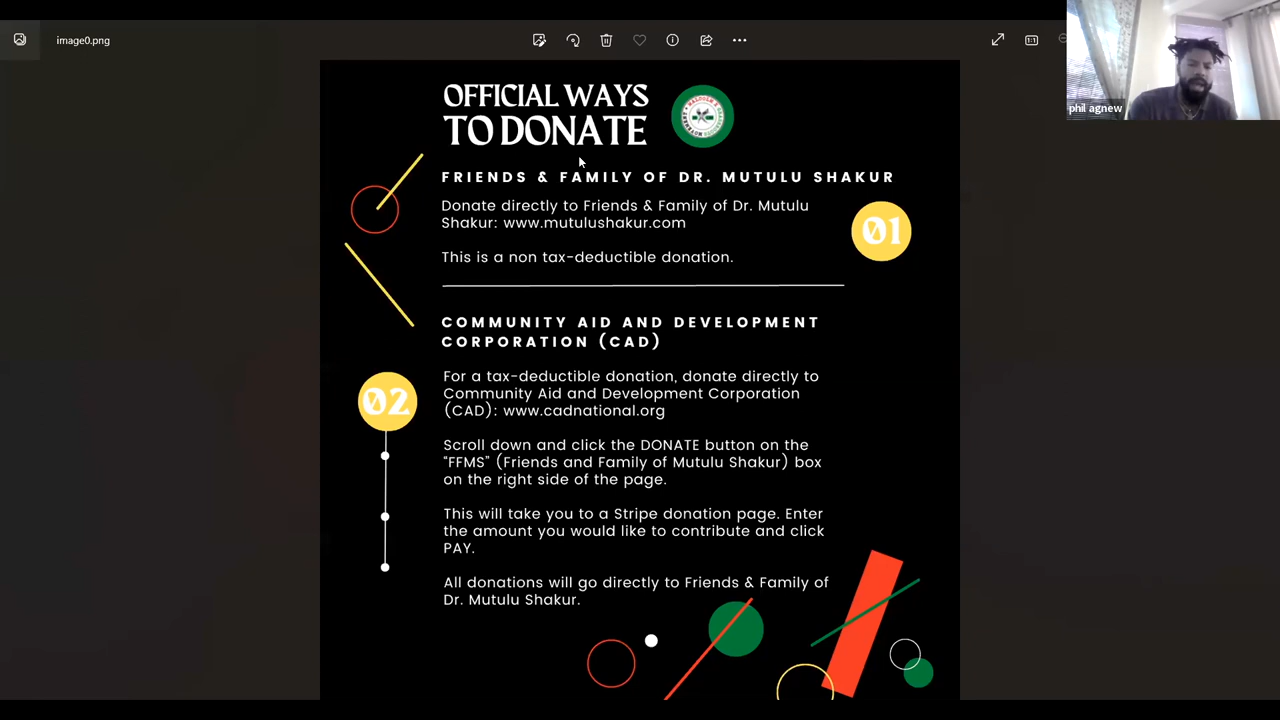 image0.png
phil agnew
OFFICIAL WAYS
TO DONATE
FRIENDS & FAMILY OF DR. MUTULU SHAKUR
Donate directly to Friends & Family of Dr. Mutulu
Shakur: www.mutulushakur.com
01
This is a non tax-deductible donation.
COMMUNITY AID AND DEVELOPMENT
CORPORATION (CAD)
02
For a tax-deductible donation, donate directly to
Community Aid and Development Corporation
(CAD): www.cadnational.org
Scroll down and click the DONATE button on the
"FFMS" (Friends and Family of Mutulu Shakur) box
on the right side of the page.
This will take you to a Stripe donation page. Enter
the amount you would like to contribute and click
PAY.
All donations will go directly to Friends & Family of
Dr. Mutulu Shakur.